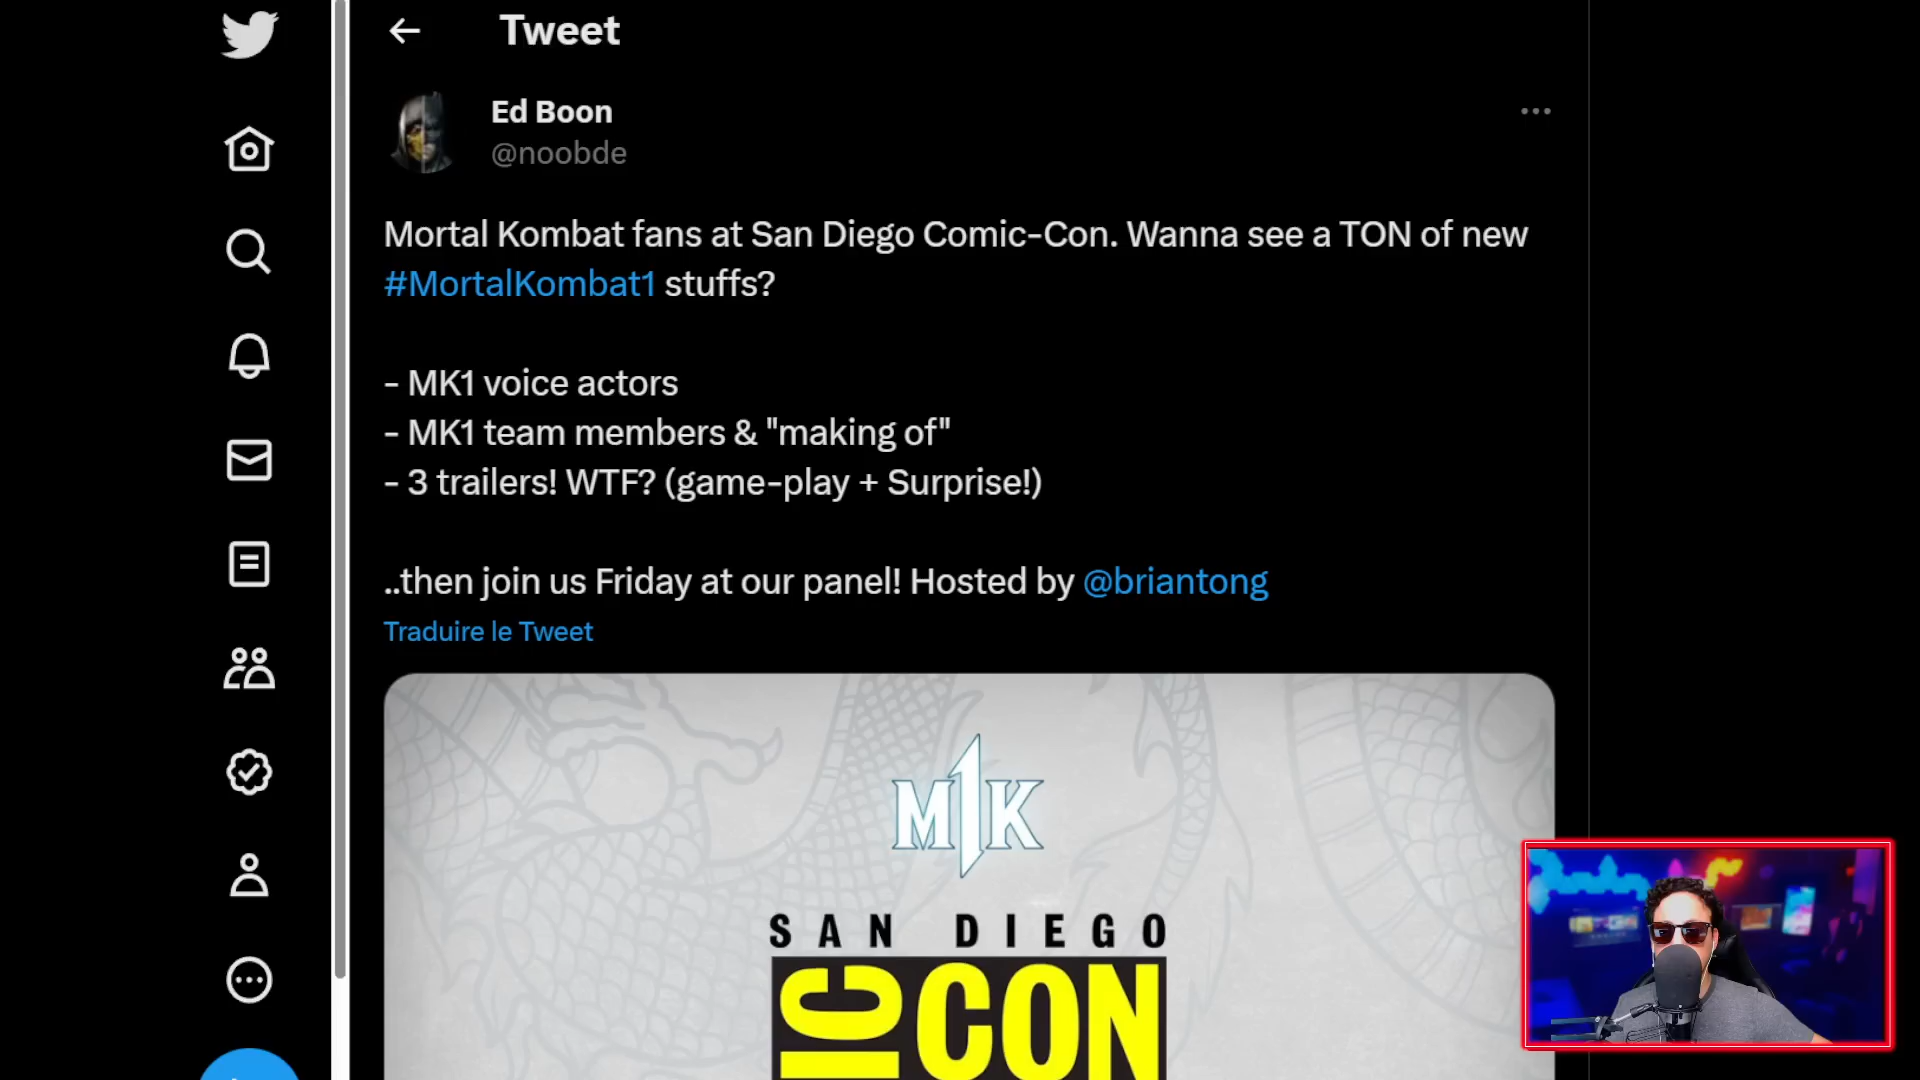 Tweet
Ed Boon
@noobde
Mortal Kombat fans at San Diego Comic-Con. Wanna see a TON of new
#MortalKombat1 stuffs?
- MK1 voice actors
- MK1 team members & "making of"
- 3 trailers! WTF? (game-play + Surprise!)
..then join us Friday at our panel! Hosted by @briantong
Traduire le Tweet
M1K
SAN DIEGO
IC CON